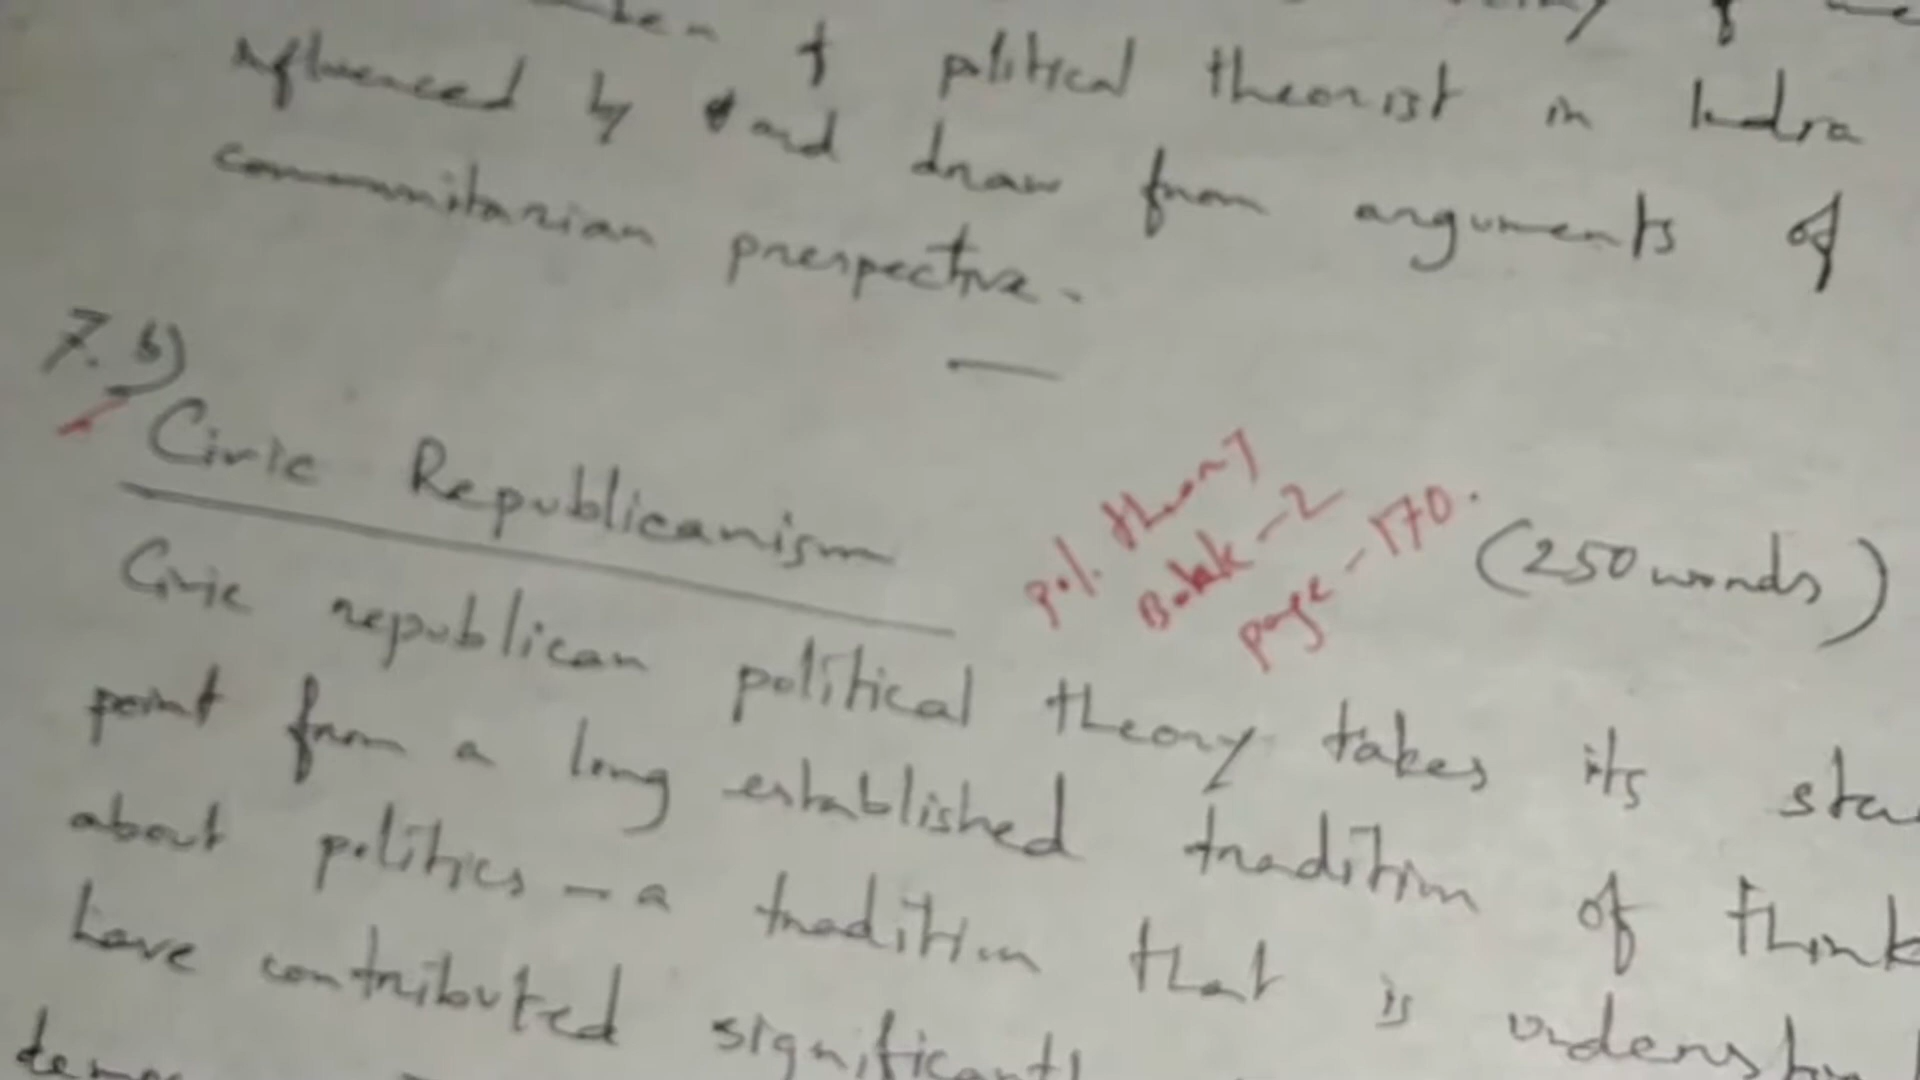 of political theorist in India
influenced by and draw from arguments of
communitarian prespective.
7. b)
Civic Republicanism
pol. theory
Book - 2
page - 170.
(250 words)
Civic republican political theory takes its
point from a long established tradition of
about politics - a tradition that is
have contributed